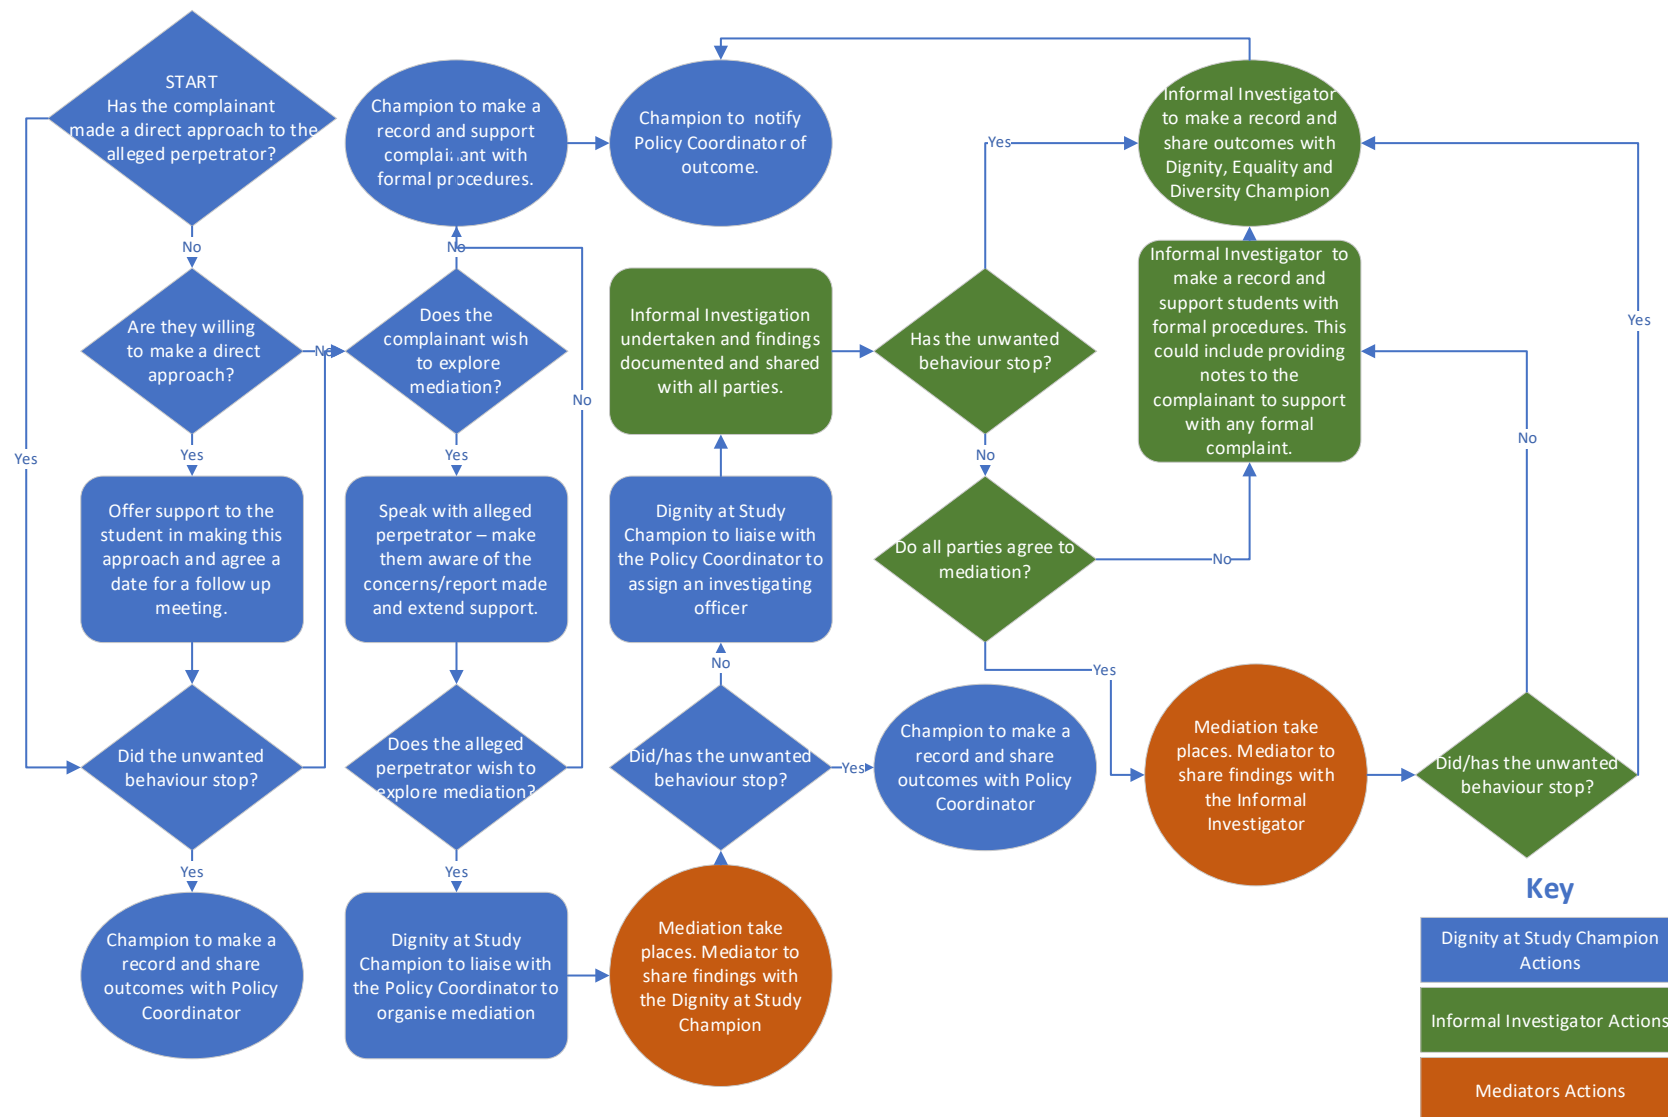 START
Has the complainant
made a direct approach to the
alleged perpetrator?
No
Yes
Are they willing
to make a direct
approach?
No
Yes
Offer support to the
student in making this
approach and agree a
date for a follow up
meeting.
Did the unwanted
behaviour stop?
Yes
Champion to make a
record and share
outcomes with Policy
Coordinator
Champion to make a
record and support
complainant with
formal procedures.
No
Does the
complainant wish
to explore
mediation?
No
Yes
Speak with alleged
perpetrator – make
them aware of the
concerns/report made
and extend support.
Does the alleged
perpetrator wish to
explore mediation?
Yes
Dignity at Study
Champion to liaise with
the Policy Coordinator to
organise mediation
Champion to notify
Policy Coordinator of
outcome.
Informal Investigation
undertaken and findings
documented and shared
with all parties.
Dignity at Study
Champion to liaise with
the Policy Coordinator to
assign an investigating
officer
No
Did/has the unwanted
behaviour stop?
Yes
Mediation take
places. Mediator to
share findings with
the Dignity at Study
Champion
Champion to make a
record and share
outcomes with Policy
Coordinator
Yes
Has the unwanted
behaviour stop?
No
Do all parties agree to
mediation?
No
Yes
Informal Investigator
to make a record and
share outcomes with
Dignity, Equality and
Diversity Champion
Informal Investigator to
make a record and
support students with
formal procedures. This
could include providing
notes to the
complainant to support
with any formal
complaint.
Yes
No
Mediation take
places. Mediator to
share findings with
the Informal
Investigator
Did/has the unwanted
behaviour stop?
Key
Dignity at Study Champion
Actions
Informal Investigator Actions
Mediators Actions